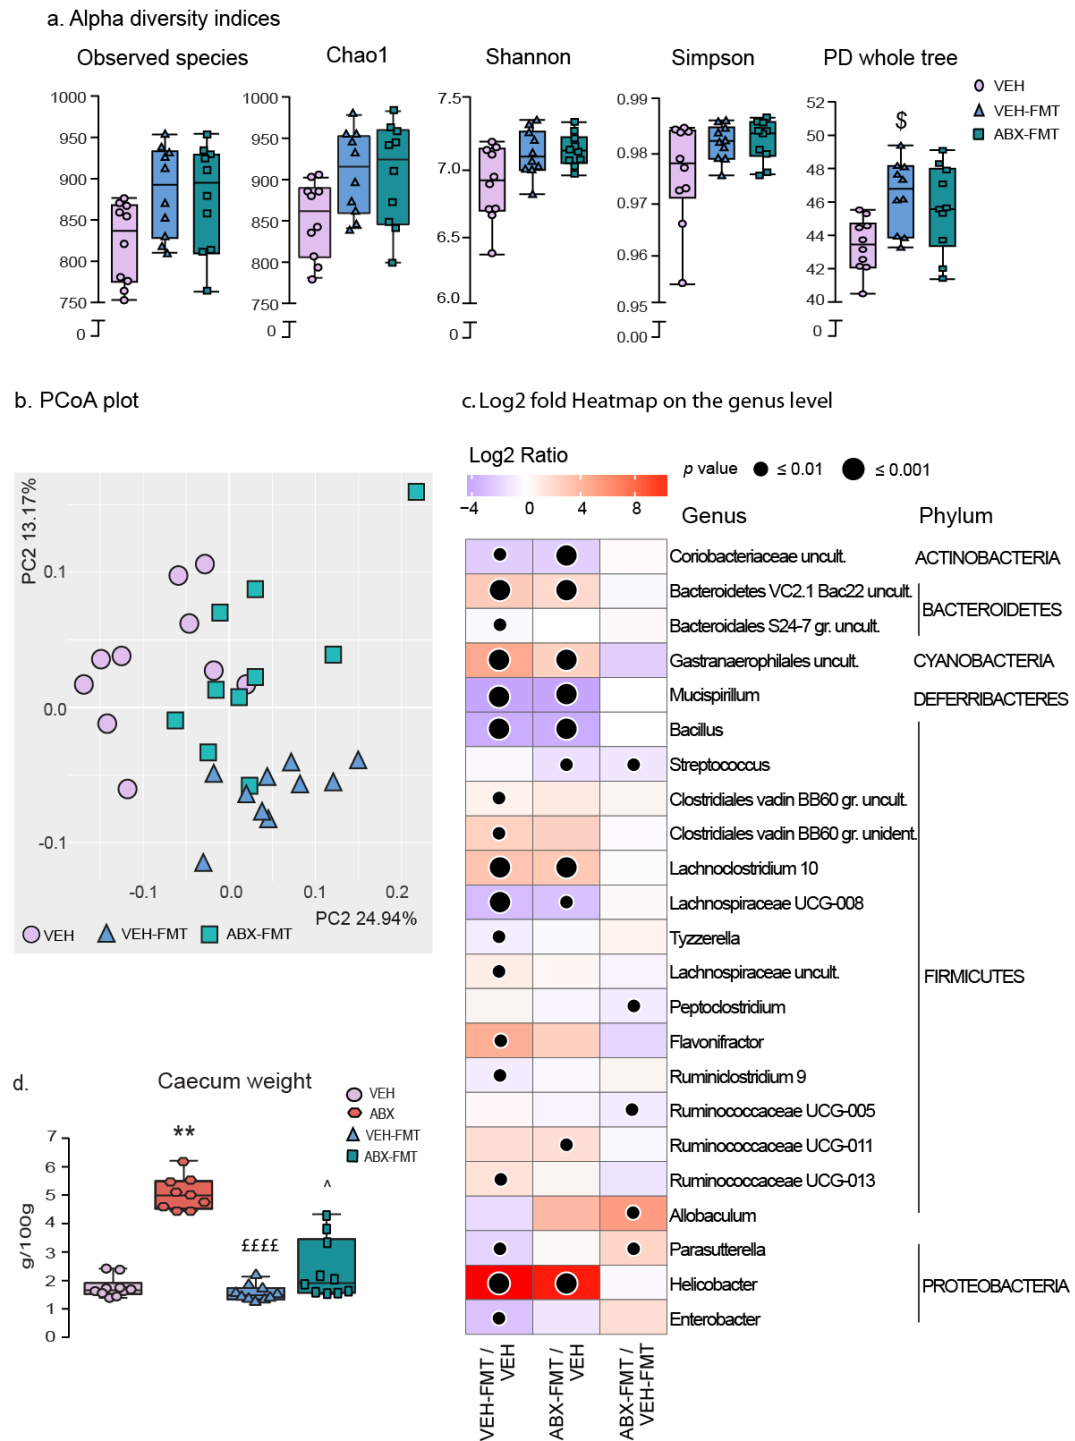 a. Alpha diversity indices
Observed species
Chao1
Shannon
Simpson
PD whole tree
VEH
VEH-FMT
ABX-FMT
1000
950
900
850
800
750
0
1000
950
900
850
800
750
0
7.5
7.0
6.5
6.0
0
0.99
0.98
0.97
0.96
0.95
0.00
52
50
48
46
44
42
40
0
$
b. PCoA plot
PC2 13.17%
0.1
0.0
-0.1
-0.1
0.0
0.1
0.2
PC2 24.94%
VEH
VEH-FMT
ABX-FMT
c. Log2 fold Heatmap on the genus level
Log2 Ratio
−4
0
4
8
p value
≤ 0.01
≤ 0.001
Genus
Phylum
Coriobacteriaceae uncult.
ACTINOBACTERIA
Bacteroidetes VC2.1 Bac22 uncult.
BACTEROIDETES
Bacteroidales S24-7 gr. uncult.
Gastranaerophilales uncult.
CYANOBACTERIA
Mucispirillum
DEFERRIBACTERES
Bacillus
Streptococcus
Clostridiales vadin BB60 gr. uncult.
Clostridiales vadin BB60 gr. unident.
Lachnoclostridium 10
Lachnospiraceae UCG-008
Tyzzerella
Lachnospiraceae uncult.
FIRMICUTES
Peptoclostridium
Flavonifractor
Ruminiclostridium 9
Ruminococcaceae UCG-005
Ruminococcaceae UCG-011
Ruminococcaceae UCG-013
Allobaculum
Parasutterella
Helicobacter
PROTEOBACTERIA
Enterobacter
VEH-FMT /
VEH
ABX-FMT /
VEH
ABX-FMT /
VEH-FMT
d.
Caecum weight
VEH
ABX
VEH-FMT
ABX-FMT
g/100g
7
6
5
4
3
2
1
0
**
££££
^